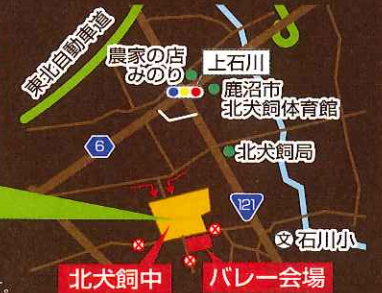 東北自動車道
農家の店
みのり
上石川
鹿沼市
北犬飼体育館
6
北犬飼局
121
文 石川小
北犬飼中
バレー会場
す。